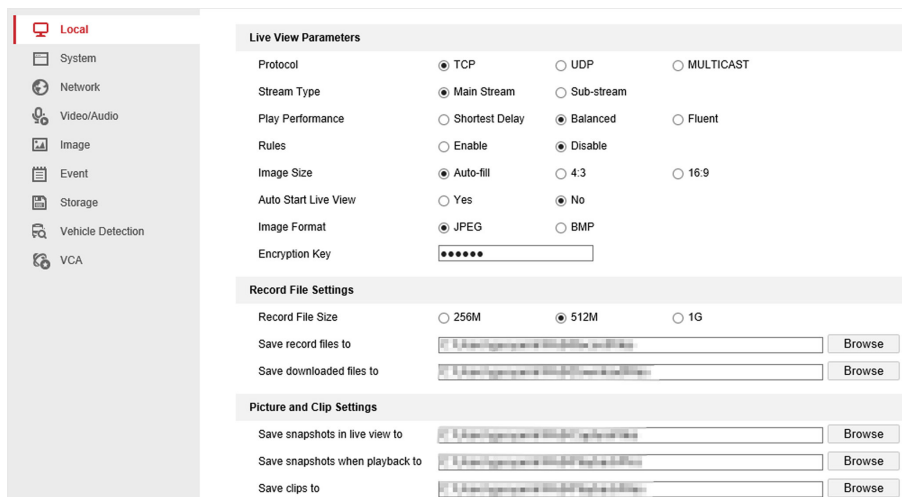 Local
System
Network
Video/Audio
Image
Event
Storage
Vehicle Detection
VCA
Live View Parameters
Protocol TCP UDP MULTICAST
Stream Type Main Stream Sub-stream
Play Performance Shortest Delay Balanced Fluent
Rules Enable Disable
Image Size Auto-fill 4:3 16:9
Auto Start Live View Yes No
Image Format JPEG BMP
Encryption Key ●●●●●●
Record File Settings
Record File Size 256M 512M 1G
Save record files to Browse
Save downloaded files to Browse
Picture and Clip Settings
Save snapshots in live view to Browse
Save snapshots when playback to Browse
Save clips to Browse